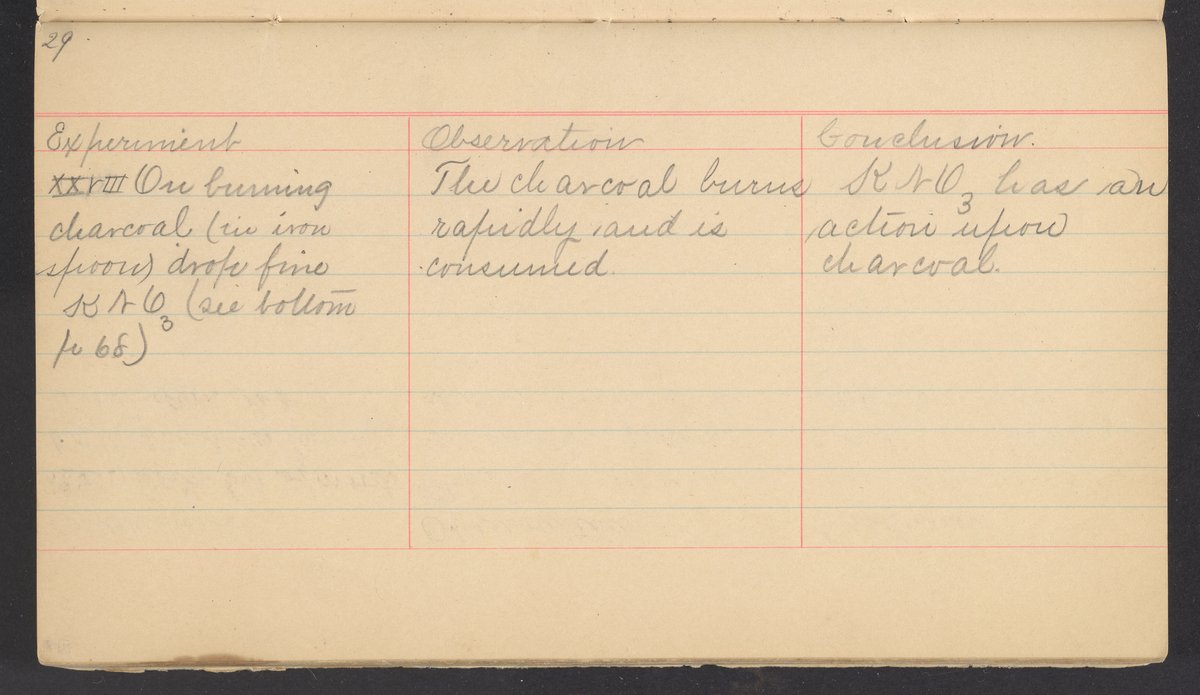 29
Experiment
XXVIII On burning
charcoal (in iron
spoon) drop fine
KNO3 (see bottom
p 68)
Observation
The charcoal burns
rapidly and is
consumed.
Conclusion.
KNO3 has an
action upon
charcoal.